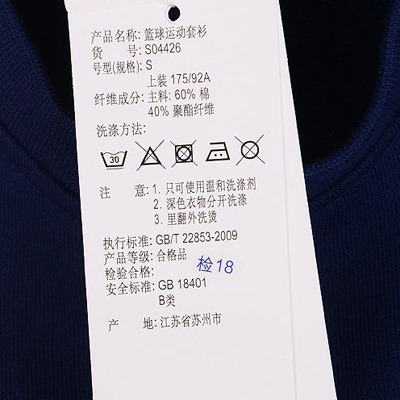 产品名称: 篮球运动套衫
货 号: S04426
号型(规格): S
上装 175/92A
纤维成分: 主料: 60% 棉
40% 聚酯纤维
洗涤方法:
30
注 意: 1. 只可使用温和洗涤剂
2. 深色衣物分开洗涤
3. 里翻外洗烫
执行标准: GB/T 22853-2009
产品等级: 合格品
检验合格: 检18
安全标准: GB 18401
B类
产 地: 江苏省苏州市